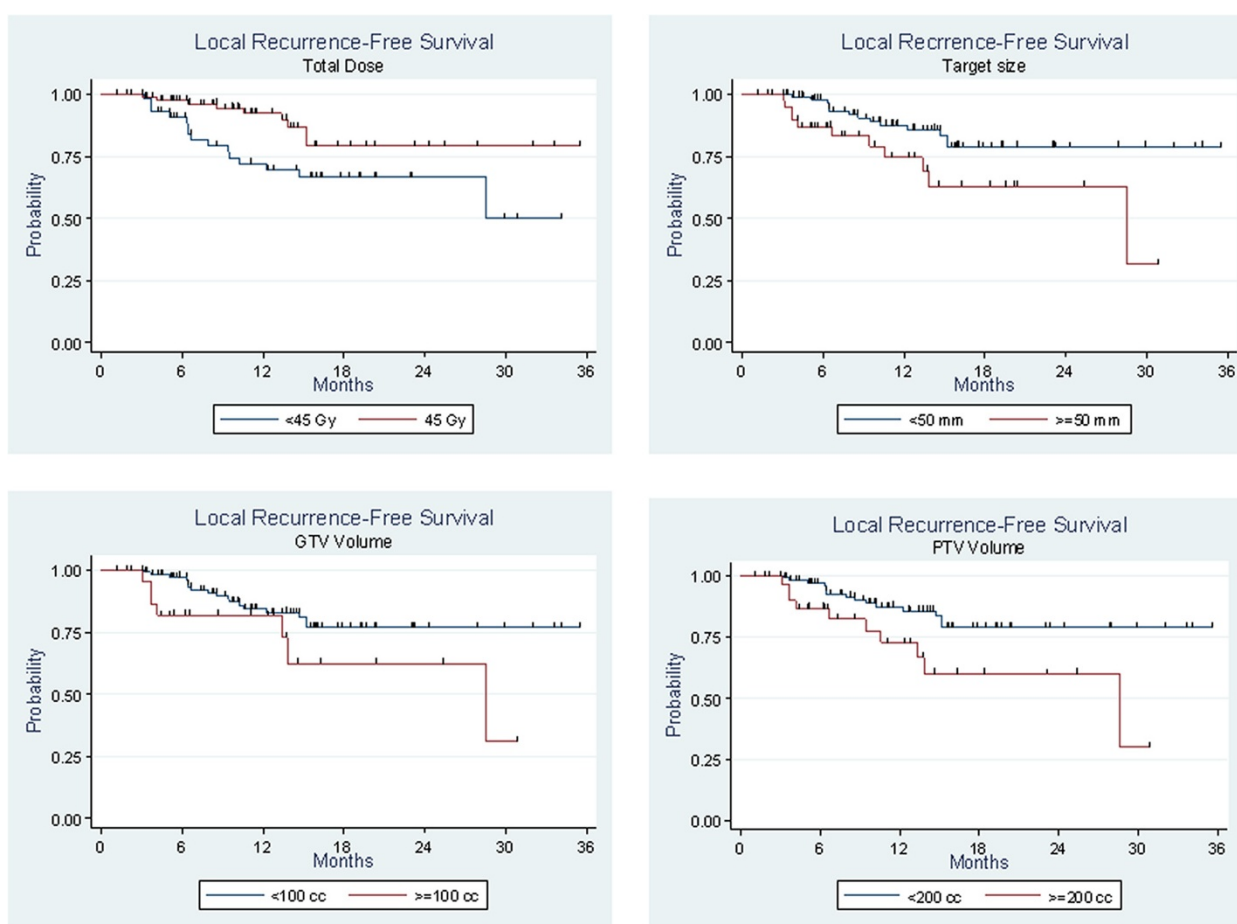 Local Recurrence-Free Survival
Total Dose
Probability
1.00
0.75
0.50
0.25
0.00
0 6 12 18 24 30 36
Months
<45 Gy 45 Gy
Local Recrrence-Free Survival
Target size
Probability
1.00
0.75
0.50
0.25
0.00
0 6 12 18 24 30 36
Months
<50 mm >=50 mm
Local Recurrence-Free Survival
GTV Volume
Probability
1.00
0.75
0.50
0.25
0.00
0 6 12 18 24 30 36
Months
<100 cc >=100 cc
Local Recurrence-Free Survival
PTV Volume
Probability
1.00
0.75
0.50
0.25
0.00
0 6 12 18 24 30 36
Months
<200 cc >=200 cc